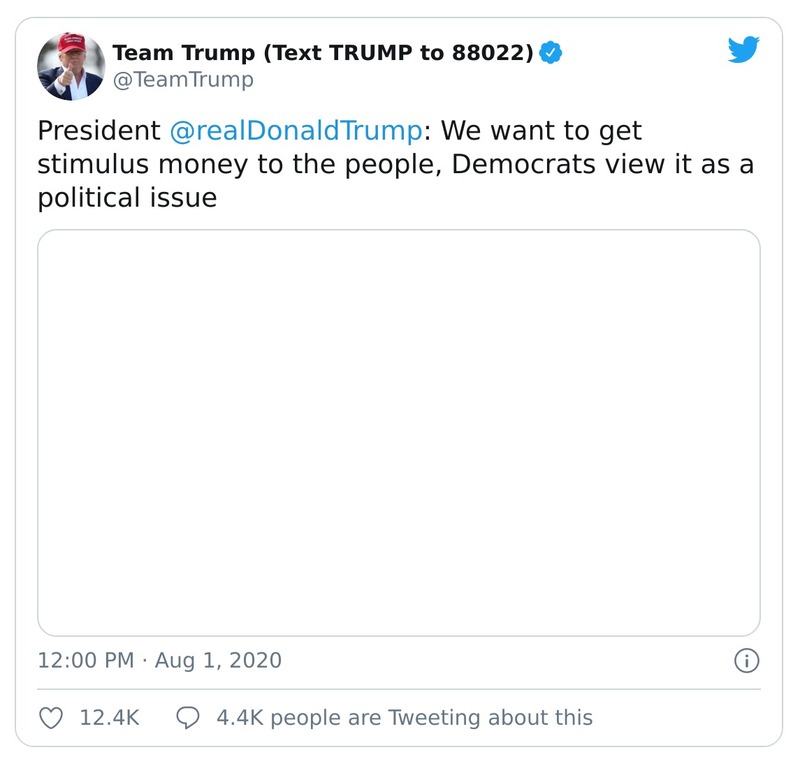 Team Trump (Text TRUMP to 88022)
@TeamTrump
President @realDonaldTrump: We want to get
stimulus money to the people, Democrats view it as a
political issue
12:00 PM · Aug 1, 2020
12.4K
4.4K people are Tweeting about this